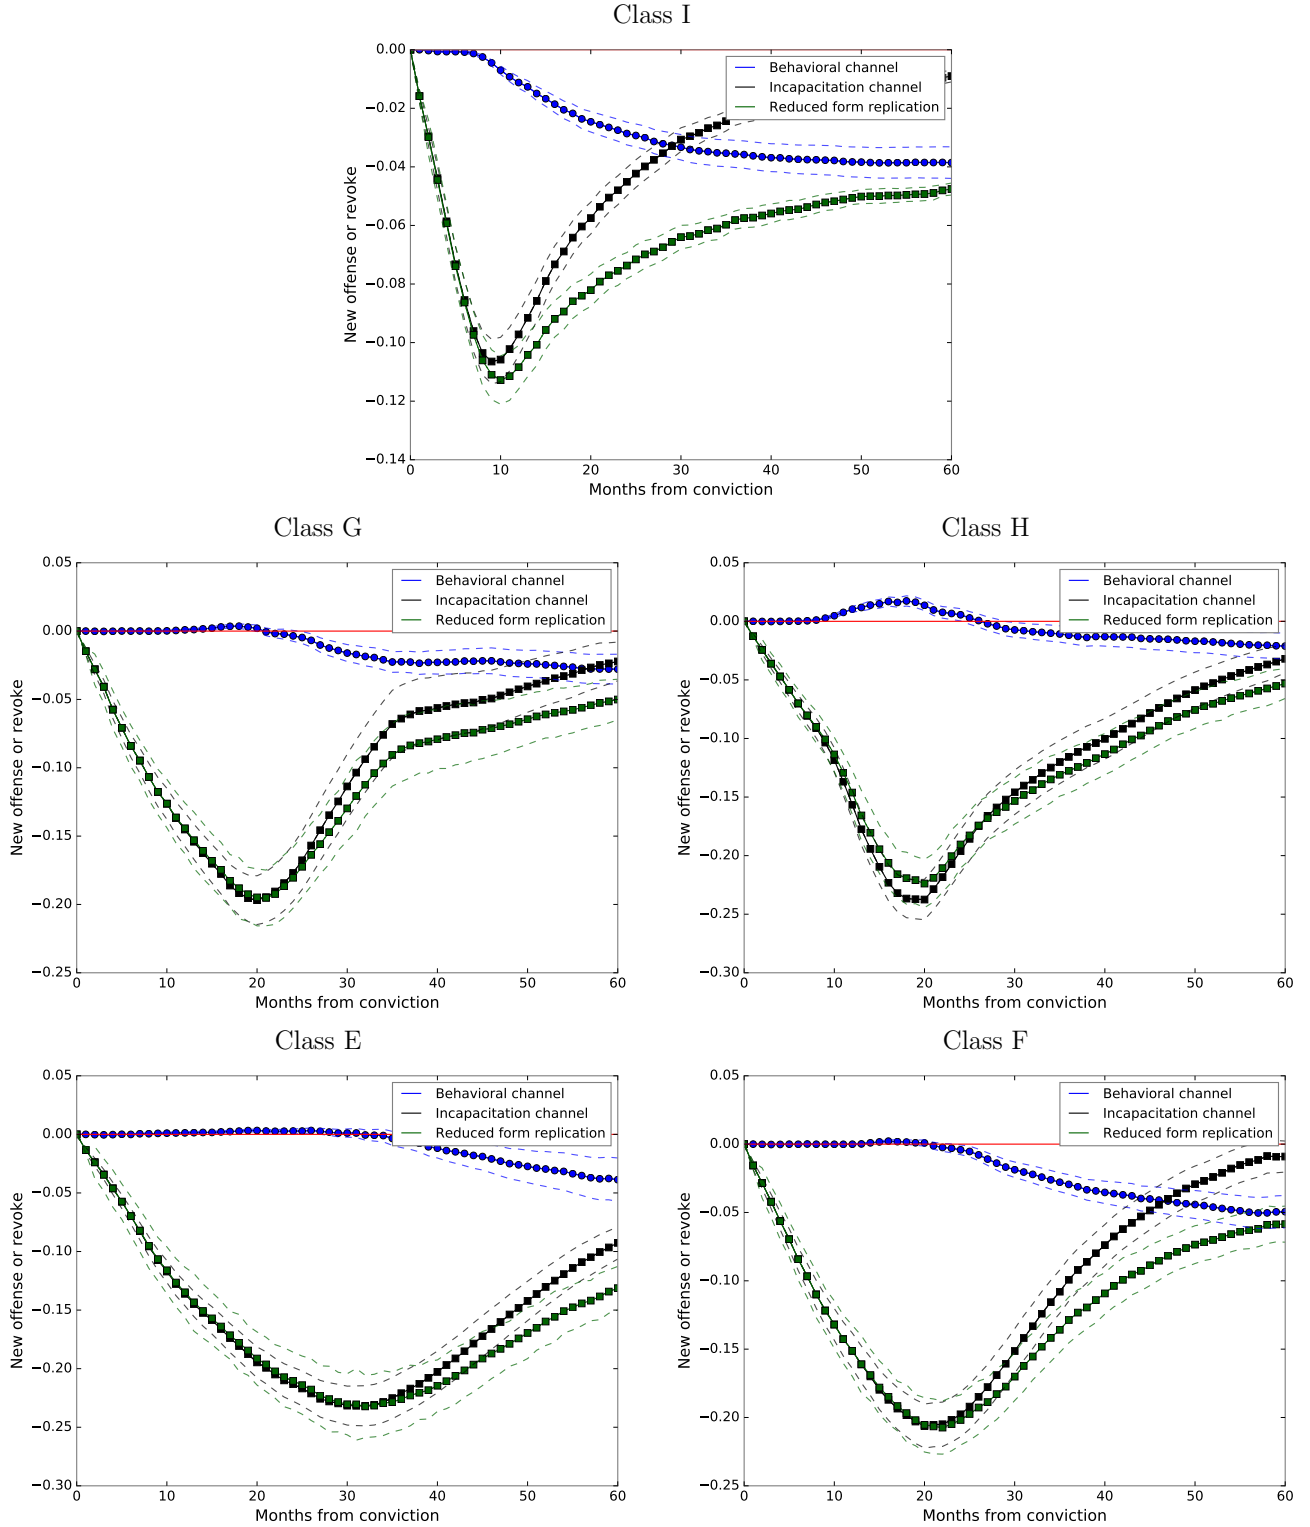 Class I
0.00
−0.02
−0.04
−0.06
−0.08
−0.10
−0.12
−0.14
New offense or revoke
Behavioral channel
Incapacitation channel
Reduced form replication
0 10 20 30 40 50 60
Months from conviction
Class G
0.05
0.00
−0.05
−0.10
−0.15
−0.20
−0.25
New offense or revoke
Behavioral channel
Incapacitation channel
Reduced form replication
0 10 20 30 40 50 60
Months from conviction
Class H
0.05
0.00
−0.05
−0.10
−0.15
−0.20
−0.25
−0.30
New offense or revoke
Behavioral channel
Incapacitation channel
Reduced form replication
0 10 20 30 40 50 60
Months from conviction
Class E
0.05
0.00
−0.05
−0.10
−0.15
−0.20
−0.25
−0.30
New offense or revoke
Behavioral channel
Incapacitation channel
Reduced form replication
0 10 20 30 40 50 60
Months from conviction
Class F
0.05
0.00
−0.05
−0.10
−0.15
−0.20
−0.25
New offense or revoke
Behavioral channel
Incapacitation channel
Reduced form replication
0 10 20 30 40 50 60
Months from conviction